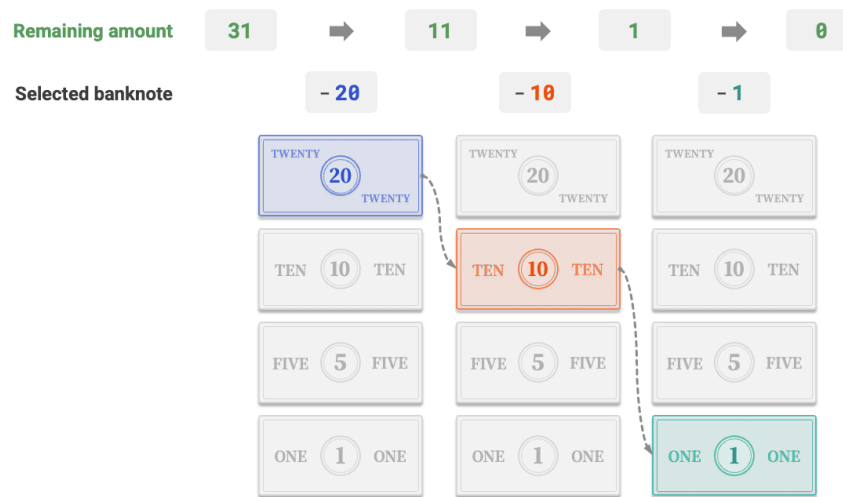 Remaining amount 31 11 1 0
Selected banknote - 20 - 10 - 1
TWENTY 20 TWENTY TWENTY 20 TWENTY TWENTY 20 TWENTY
TEN 10 TEN TEN 10 TEN TEN 10 TEN
FIVE 5 FIVE FIVE 5 FIVE FIVE 5 FIVE
ONE 1 ONE ONE 1 ONE ONE 1 ONE